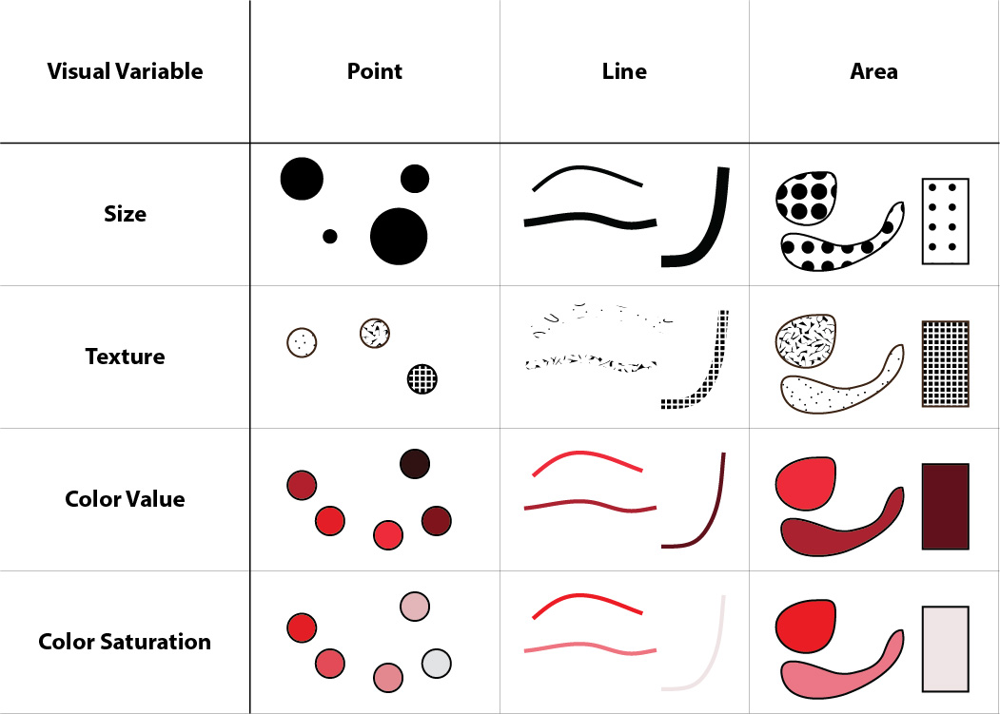 Visual Variable
Point
Line
Area
Size
Texture
Color Value
Color Saturation